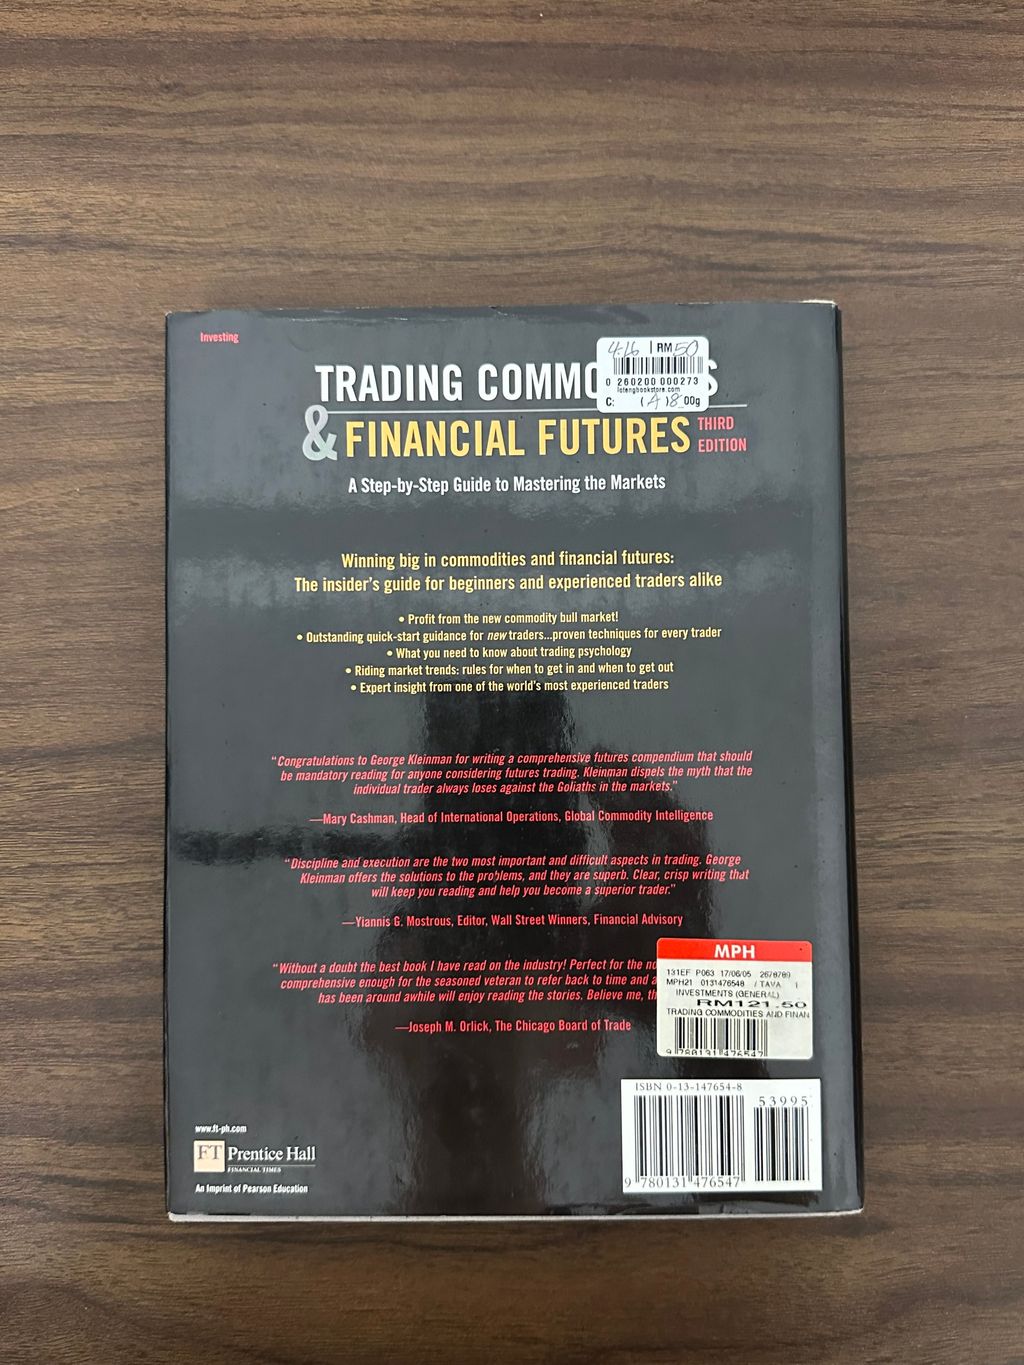 Investing
4.16 | RM 50
0 260200 000273
C: ( A )8 00g
TRADING COMMO S
& FINANCIAL FUTURES THIRD
EDITION
A Step-by-Step Guide to Mastering the Markets
Winning big in commodities and financial futures:
The insider's guide for beginners and experienced traders alike
• Profit from the new commodity bull market!
• Outstanding quick-start guidance for new traders...proven techniques for every trader
• What you need to know about trading psychology
• Riding market trends: rules for when to get in and when to get out
• Expert insight from one of the world's most experienced traders
"Congratulations to George Kleinman for writing a comprehensive futures compendium that should
be mandatory reading for anyone considering futures trading. Kleinman dispels the myth that the
individual trader always loses against the Goliaths in the markets."
—Mary Cashman, Head of International Operations, Global Commodity Intelligence
"Discipline and execution are the two most important and difficult aspects in trading. George
Kleinman offers the solutions to the problems, and they are superb. Clear, crisp writing that
will keep you reading and help you become a superior trader."
—Yiannis G. Mostrous, Editor, Wall Street Winners, Financial Advisory
"Without a doubt the best book I have read on the industry! Perfect for the
comprehensive enough for the seasoned veteran to refer back to time and
has been around awhile will enjoy reading the stories. Believe me,
—Joseph M. Orlick, The Chicago Board of Trade
MPH
131EF P063 17/06/05 2678789
MPH21 0131476548 / TAVA 1
INVESTMENTS (GENERAL)
RM121.50
TRADING COMMODITIES AND FINAN
9 780131 476547
ISBN 0-13-147654-8
53995
9 780131 476547
www.ft-ph.com
FT Prentice Hall
FINANCIAL TIMES
An Imprint of Pearson Education